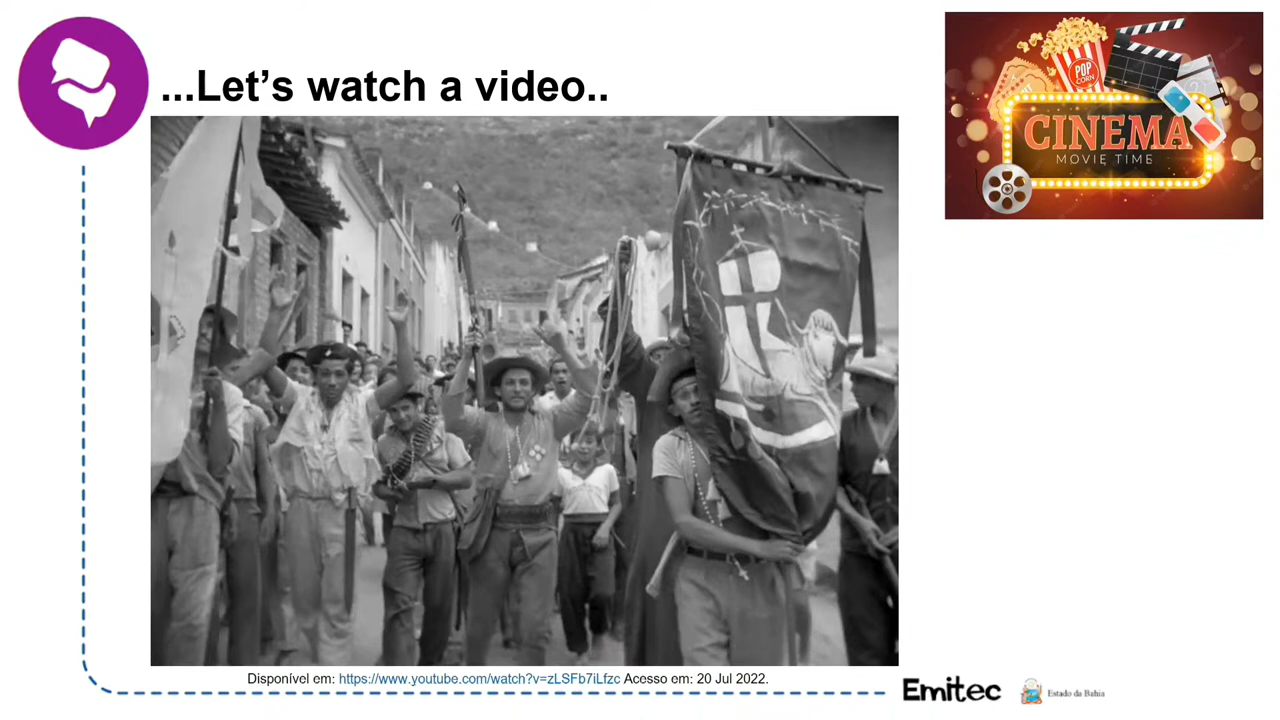 ...Let's watch a video..
POP
CORN
CINEMA
MOVIE TIME
Disponível em: https://www.youtube.com/watch?v=zLSFb7iLfzc Acesso em: 20 Jul 2022.
Emitec
Estado da Bahia